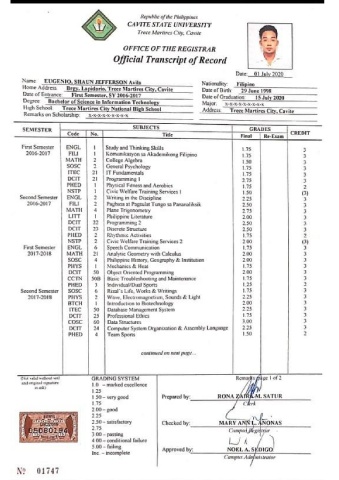 Republic of the Philippines
CAVITE STATE UNIVERSITY
Trece Martires City, Cavite
OFFICE OF THE REGISTRAR
Official Transcript of Record
Date: 01 July 2020
Name: EUGENIO, SHAUN JEFFERSON Avila
Home Address: Brgy. Lapidario, Trece Martires City, Cavite
Date of Entrance: First Semester, SY 2016-2017
Degree: Bachelor of Science in Information Technology
High School: Trece Martires City National High School
Remarks on Scholarship: x-x-x-x-x-x-x-x-x
Nationality: Filipino
Date of Birth: 29 June 1998
Date of Graduation: 15 July 2020
Major: x-x-x-x-x-x-x-x-x
Address: Trece Martires City, Cavite
SEMESTER SUBJECTS GRADES CREDIT
Code No. Title Final Re-Exam
First Semester ENGL 1 Study and Thinking Skills 1.75 3
2016-2017 FILI 1 Komunikasyon sa Akademikong Filipino 1.75 3
MATH 2 College Algebra 3
SOSC 2 General Psychology 3
ITEC 21 IT Fundamentals 3
DCIT 21 Programming 1 3
PHED 1 Physical Fitness and Aerobics 1.75 2
NSTP 1 Civic Welfare Training Services 1 1.50 (3)
Second Semester ENGL 2 Writing in the Discipline 2.25 3
2016-2017 FILI 2 Pagbasa at Pagsulat Tungo sa Pananaliksik 2.50 3
MATH 4 Plane Trigonometry 2.75 3
LITT 1 Philippine Literature 2.00 3
DCIT 22 Programming 2 2.50 3
DCIT 23 Discrete Structure 2.50 3
PHED 2 Rhythmic Activities 1.75 2
NSTP 2 Civic Welfare Training Services 2 2.00 (3)
First Semester ENGL 6 Speech Communication 1.75 3
2017-2018 MATH 21 Analytic Geometry with Calculus 2.00 3
SOSC 4 Philippine History, Geography & Institution 2.00 3
PHYS 1 Mechanics & Heat 1.75 3
DCIT 50 Object Oriented Programming 2.00 3
CCTN 50B Basic Troubleshooting and Maintenance 1.75 3
PHED 3 Individual/Dual Sports 1.25 2
Second Semester SOSC 6 Rizal's Life, Works & Writings 1.75 3
2017-2018 PHYS 2 Wave, Electromagnetism, Sounds & Light 2.25 3
BTCH 1 Introduction to Biotechnology 2.00 3
ITEC 50 Database Management System 2.25 3
DCIT 25 Professional Ethics 1.75 3
COSC 60 Data Structures 3.00 3
DCIT 24 Computer System Organization & Assembly Language 2.25 3
PHED 4 Team Sports 1.50 2
continued on next page...
Not valid without seal
and original signature
in ink
GRADING SYSTEM
1.0 – marked excellence
1.25
1.50 – very good
1.75
2.00 – good
2.25
2.50 – satisfactory
2.75
3.00 – passing
4.00 – conditional failure
5.00 – failing
Inc. – incomplete
Remarks page 1 of 2
Prepared by: RONA M. SATUR
Clerk
Checked by: MARY ANN L. ANONAS
Campus Registrar
Approved by: NOEL A. SEDIGO
Campus Administrator
No 01747